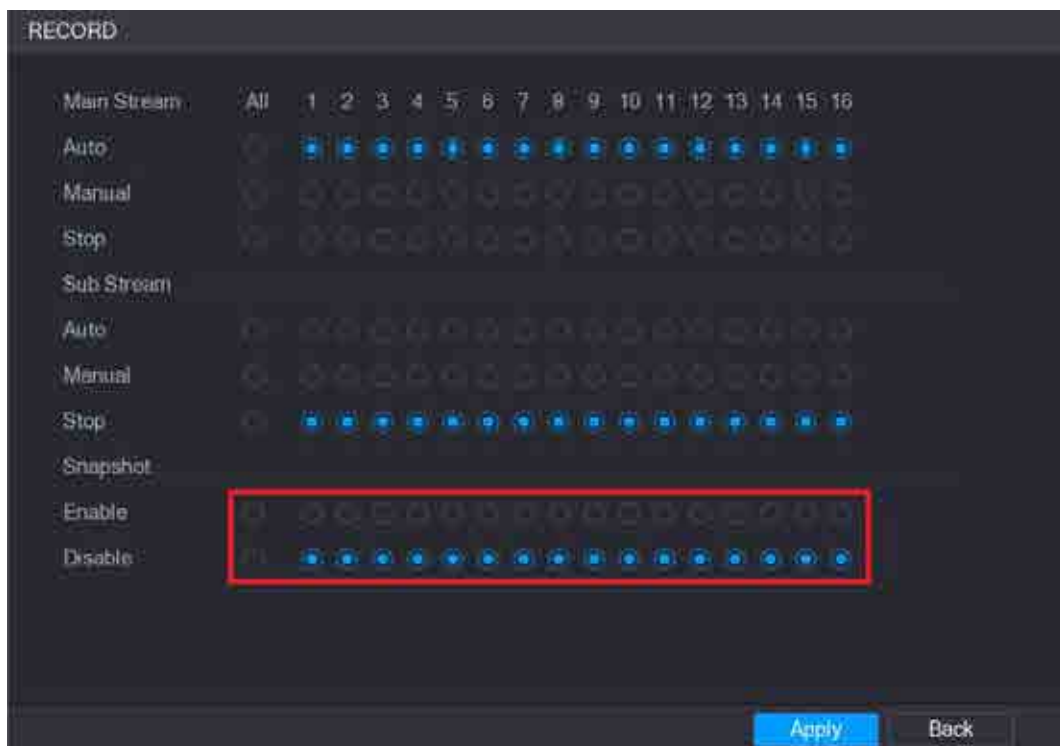 RECORD
Main Stream All 1 2 3 4 5 6 7 8 9 10 11 12 13 14 15 16
Auto
Manual
Stop
Sub Stream
Auto
Manual
Stop
Snapshot
Enable
Disable
Apply Back